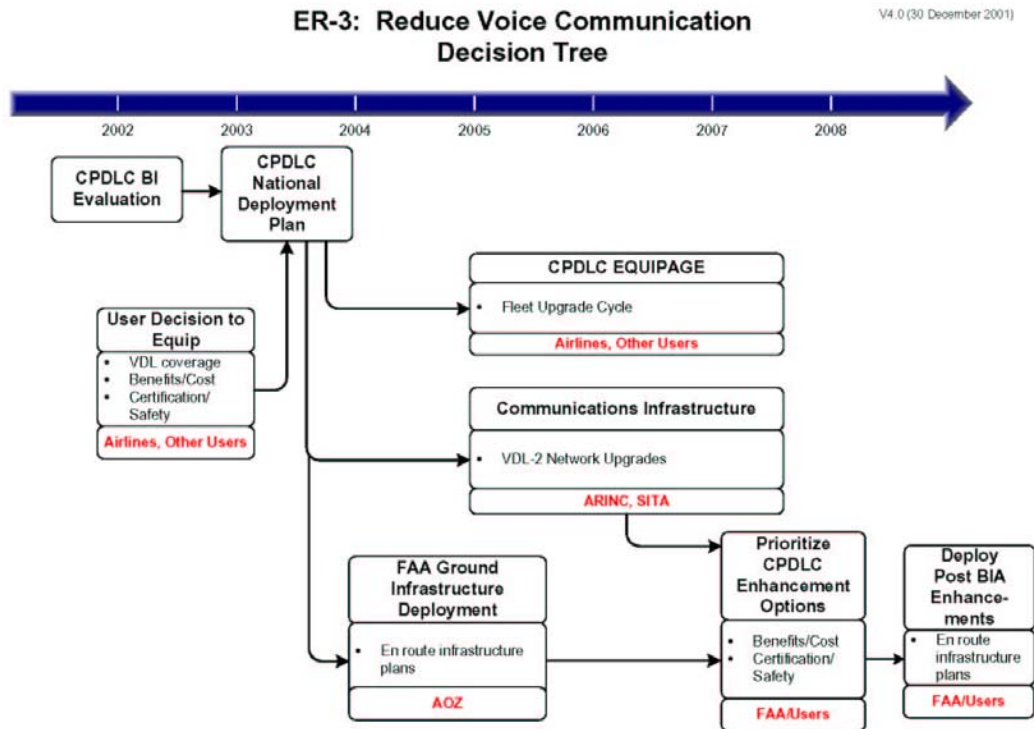 ER-3: Reduce Voice Communication
Decision Tree
V4.0 (30 December 2001)
2002
2003
2004
2005
2006
2007
2008
CPDLC BI
Evaluation
CPDLC
National
Deployment
Plan
CPDLC EQUIPAGE
• Fleet Upgrade Cycle
Airlines, Other Users
User Decision to
Equip
• VDL coverage
• Benefits/Cost
• Certification/
Safety
Airlines, Other Users
Communications Infrastructure
• VDL-2 Network Upgrades
ARINC, SITA
FAA Ground
Infrastructure
Deployment
• En route infrastructure
plans
AOZ
Prioritize
CPDLC
Enhancement
Options
• Benefits/Cost
• Certification/
Safety
FAA/Users
Deploy
Post BIA
Enhance-
ments
• En route
infrastructure
plans
FAA/Users